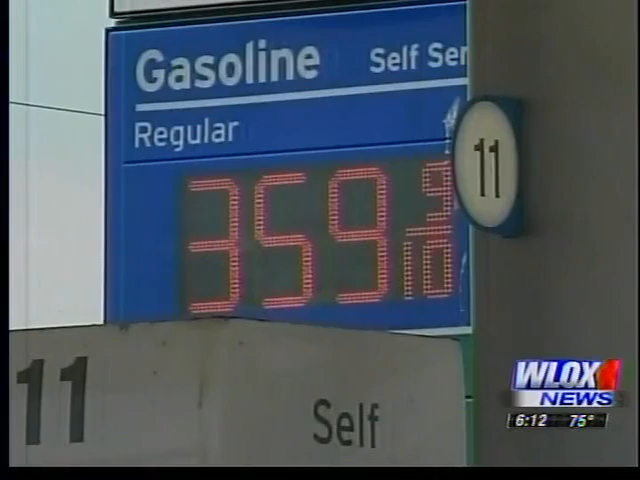 Gasoline Self Ser
Regular
359 9/10
11
11
Self
WLOX
NEWS
6:12 75°